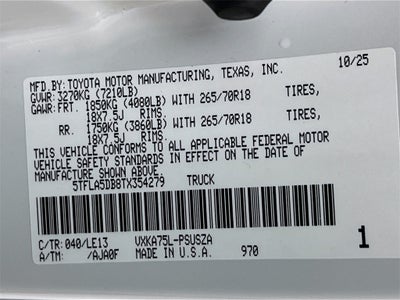 MFD.BY: TOYOTA MOTOR MANUFACTURING, TEXAS, INC. 10/25
GVWR: 3270KG (7210LB)
GAWR: FRT. 1850KG (4080LB) WITH 265/70R18 TIRES,
18X7.5J RIMS.
RR. 1750KG (3860LB) WITH 265/70R18 TIRES,
18X7.5J RIMS.
THIS VEHICLE CONFORMS TO ALL APPLICABLE FEDERAL MOTOR
VEHICLE SAFETY STANDARDS IN EFFECT ON THE DATE OF
MANUFACTURE SHOWN ABOVE.
5TFLA5DB8TX354279 TRUCK
C/TR: 040/LE13 VXKA75L-PSUSZA 1
A/TM: /AJA0F MADE IN U.S.A. 970